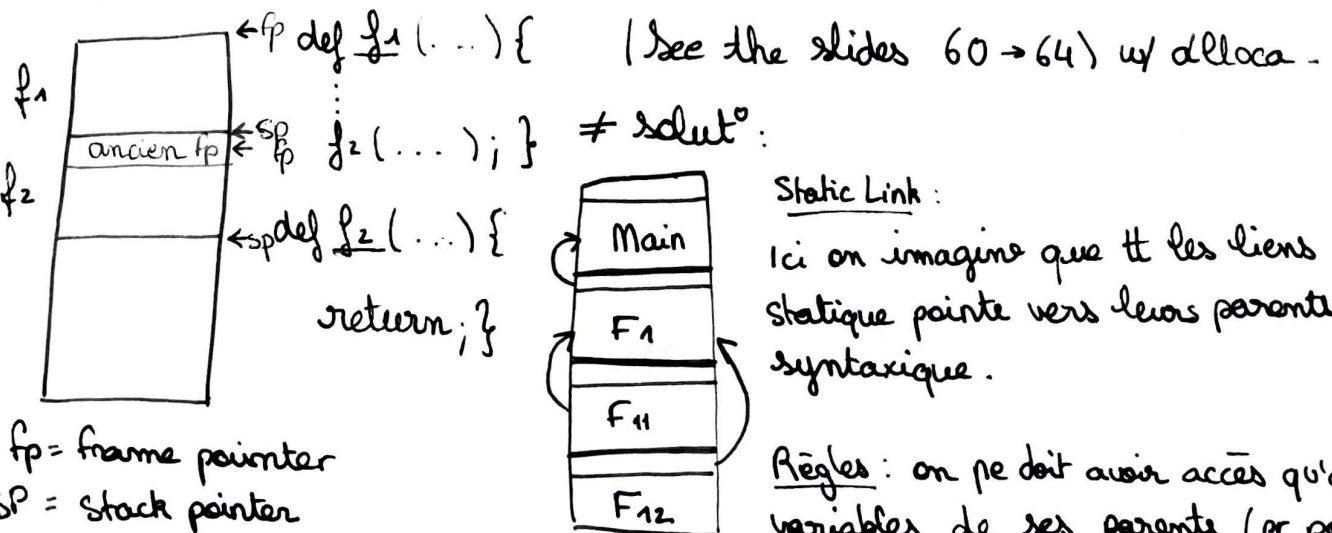 ←fp def f1 (...) { (See the slides 60 → 64) w/ alloca.
f1
←sp
ancien fp ←fp f2 (...); } ≠ solut°:
f2
←sp def f2 (...) {
return; }
fp = frame pointer
SP = stack pointer
Main
F1
F11
F12
Static Link :
Ici on imagine que tt les liens
statique pointe vers leurs parents
syntaxique.
Règles : on ne doit avoir accès qu'
variables de ses parents (